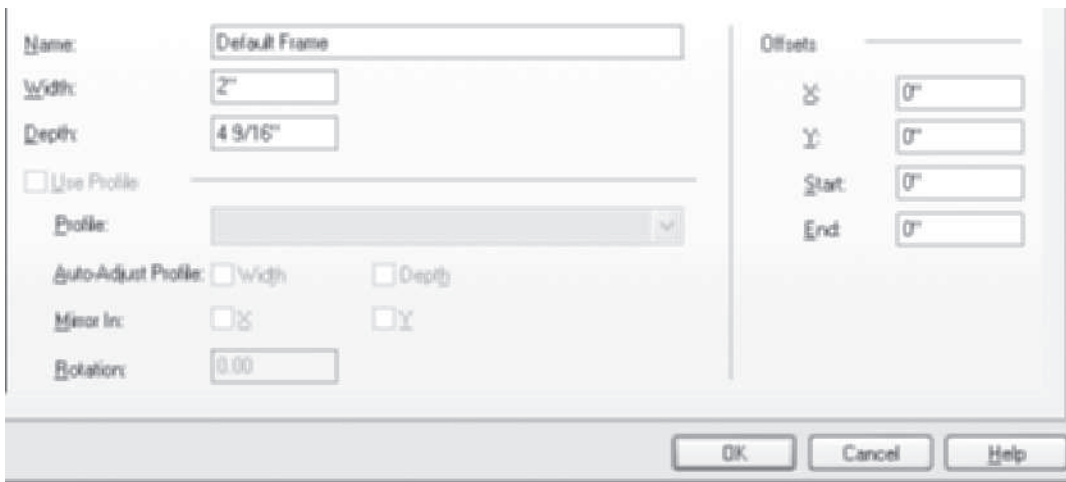 Name: Default Frame
Width: 2"
Depth: 4 9/16"
Use Profile
Profile:
Auto-Adjust Profile: Width Depth
Mirror In: X Y
Rotation: 0.00
Offsets
X: 0"
Y: 0"
Start: 0"
End: 0"
OK Cancel Help